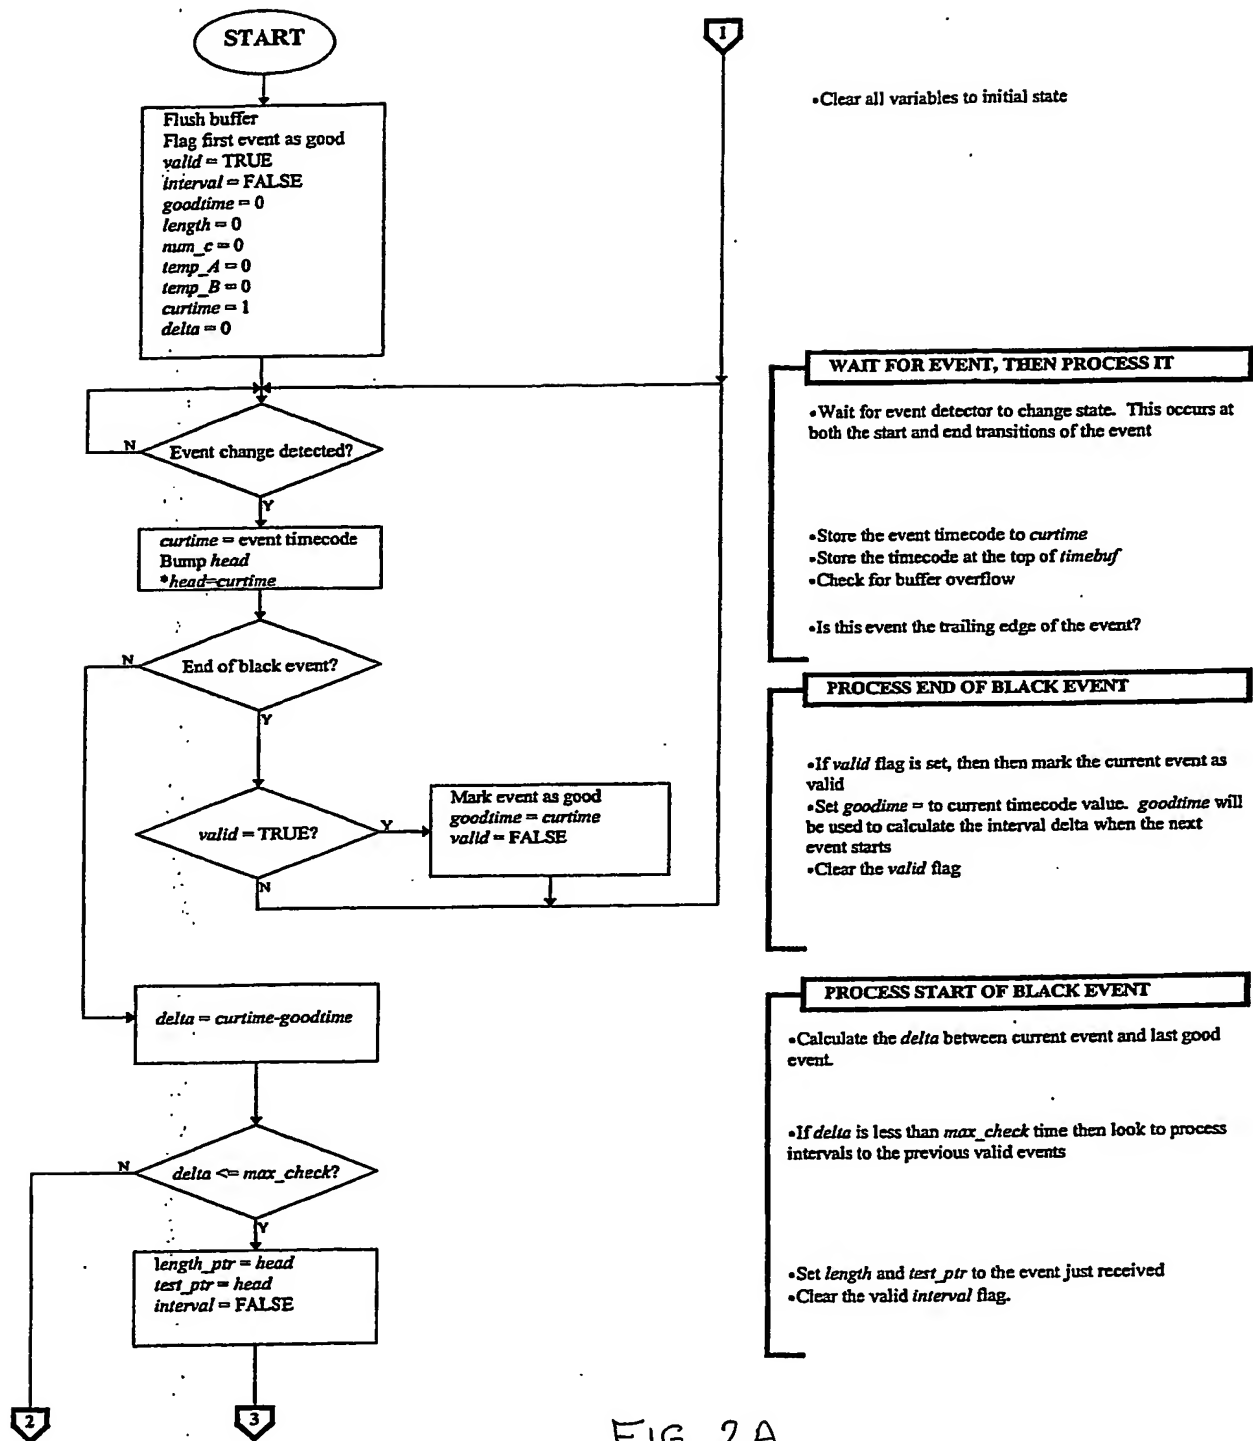 START
1
•Clear all variables to initial state
Flush buffer
Flag first event as good
valid = TRUE
interval = FALSE
goodtime = 0
length = 0
num_c = 0
temp_A = 0
temp_B = 0
curtime = 1
delta = 0
WAIT FOR EVENT, THEN PROCESS IT
•Wait for event detector to change state. This occurs at
both the start and end transitions of the event
N
Event change detected?
Y
curtime = event timecode
Bump head
*head=curtime
•Store the event timecode to curtime
•Store the timecode at the top of timebuf
•Check for buffer overflow
•Is this event the trailing edge of the event?
N
End of black event?
Y
PROCESS END OF BLACK EVENT
•If valid flag is set, then then mark the current event as
valid
•Set goodime = to current timecode value. goodtime will
be used to calculate the interval delta when the next
event starts
•Clear the valid flag
valid = TRUE?
Y
N
Mark event as good
goodtime = curtime
valid = FALSE
PROCESS START OF BLACK EVENT
delta = curtime-goodtime
•Calculate the delta between current event and last good
event.
N
delta <= max_check?
Y
•If delta is less than max_check time then look to process
intervals to the previous valid events
length_ptr = head
test_ptr = head
interval = FALSE
•Set length and test_ptr to the event just received
•Clear the valid interval flag.
2
3
FIG. 2A